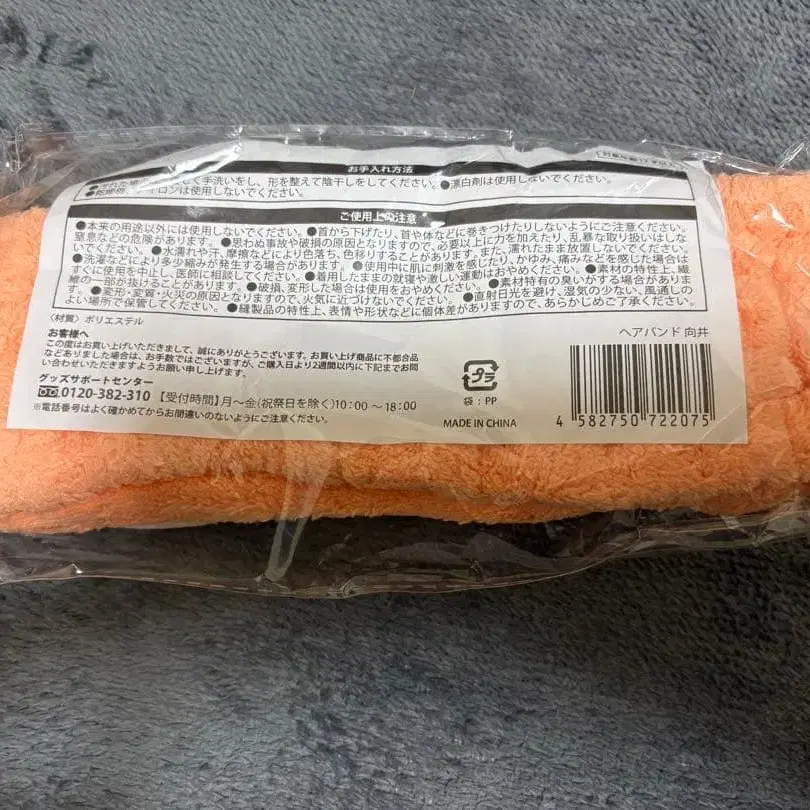 お手入れ方法
手洗いをし、形を整えて陰干しをしてください。●漂白剤は使用しないでください。
は使用しないでください。
ご使用上の注意
●本来の用途以外には使用しないでください。●首から下げたり、首や体などに巻きつけたりしないようにご注意ください。
窒息などの危険があります。●思わぬ事故や破損の原因となりますので、必要以上に力を加えたり、乱暴な取り扱いはしな
いでください。●水濡れや汗、摩擦などにより色落ち、色移りすることがあります。また、濡れたまま放置しないでください。
●洗濯などにより多少縮みが発生する場合があります。●使用中に肌に刺激を感じたり、かゆみ、痛みなどを感じた場合は
すぐに使用を中止し、医師に相談してください。●着用したままの就寝や激しい運動はおやめください。●素材の特性上、繊
維の一部が抜けることがあります。●破損、変形した場合は使用をおやめください。●素材特有の臭いがする場合があります。
●変形・変質・火災の原因となりますので、火気に近づけないでください。●直射日光を避け、湿気の少ない、風通しの
よい場所で保管してください。●縫製品の特性上、表情や形状などに個体差がありますので、あらかじめご了承ください。
〈材質〉ポリエステル
お客様へ
この度はお買い上げいただきまして、誠にありがとうございます。お買い上げ商品に不都合品
などありました場合は、お手数ではございますが、ご購入日より2週間以内に下記までお問
い合わせいただきますようお願い申し上げます。
グッズサポートセンター
0120-382-310 【受付時間】月～金(祝祭日を除く)10:00～18:00
※電話番号はよく確かめてからお間違いのないようにご注意ください。
プラ
袋：PP
MADE IN CHINA
ヘアバンド 向井
4 582750 722075